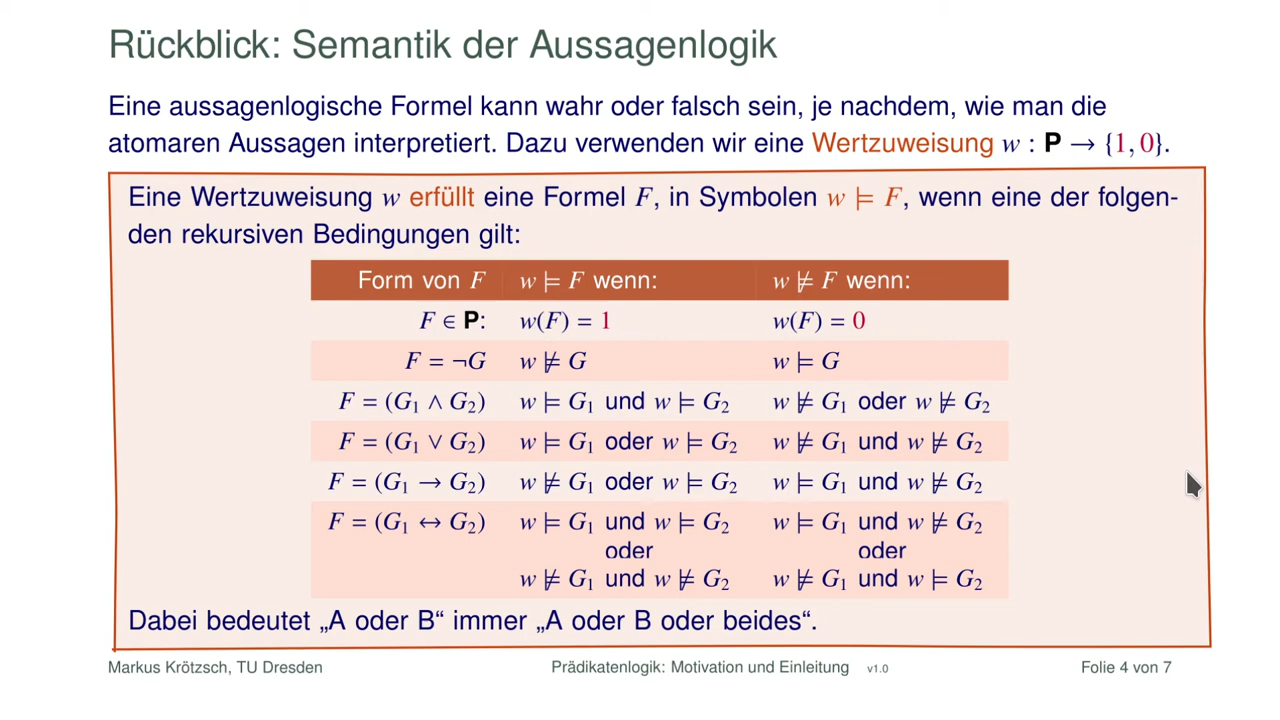 Rückblick: Semantik der Aussagenlogik
Eine aussagenlogische Formel kann wahr oder falsch sein, je nachdem, wie man die
atomaren Aussagen interpretiert. Dazu verwenden wir eine Wertzuweisung w : P → {1, 0}.
Eine Wertzuweisung w erfüllt eine Formel F, in Symbolen w ⊨ F, wenn eine der folgen-
den rekursiven Bedingungen gilt:
Form von F w ⊨ F wenn: w ⊭ F wenn:
F ∈ P: w(F) = 1 w(F) = 0
F = ¬G w ⊭ G w ⊨ G
F = (G₁ ∧ G₂) w ⊨ G₁ und w ⊨ G₂ w ⊭ G₁ oder w ⊭ G₂
F = (G₁ ∨ G₂) w ⊨ G₁ oder w ⊨ G₂ w ⊭ G₁ und w ⊭ G₂
F = (G₁ → G₂) w ⊭ G₁ oder w ⊨ G₂ w ⊨ G₁ und w ⊭ G₂
F = (G₁ ↔ G₂) w ⊨ G₁ und w ⊨ G₂ w ⊨ G₁ und w ⊭ G₂
oder oder
w ⊭ G₁ und w ⊭ G₂ w ⊭ G₁ und w ⊨ G₂
Dabei bedeutet „A oder B“ immer „A oder B oder beides“.
Markus Krötzsch, TU Dresden Prädikatenlogik: Motivation und Einleitung v1.0 Folie 4 von 7